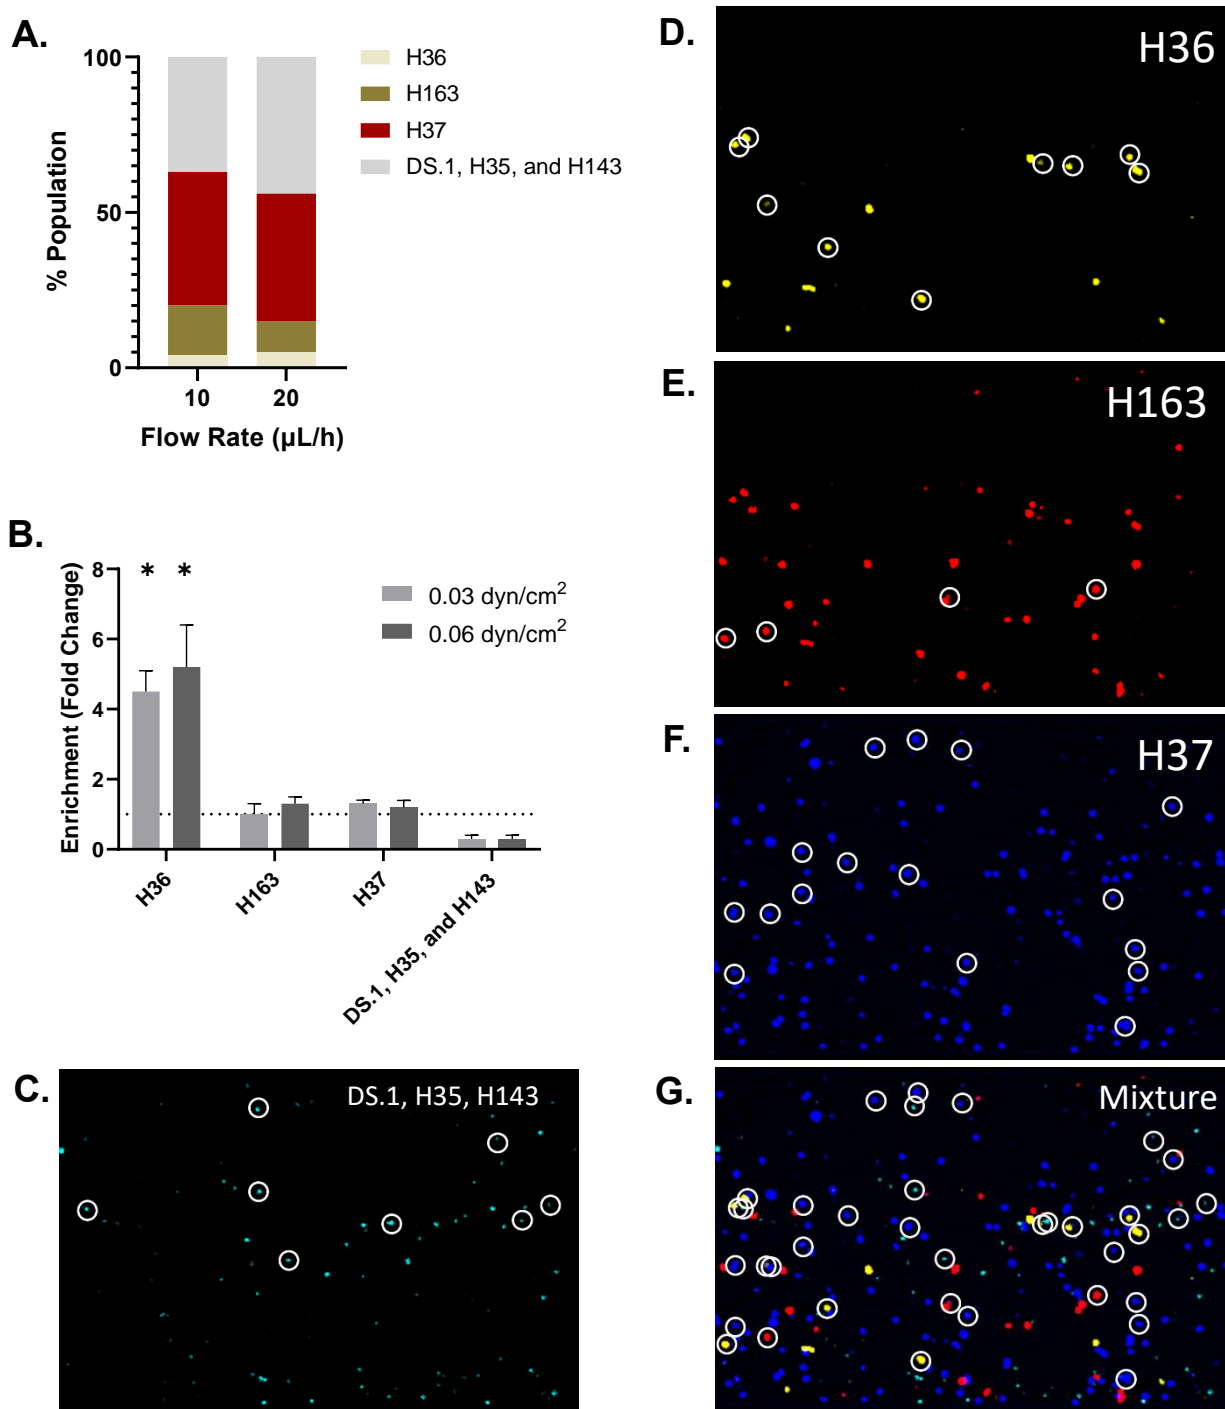 A.
100
50
0
% Population
10
20
Flow Rate (µL/h)
H36
H163
H37
DS.1, H35, and H143
B.
8
6
4
2
0
Enrichment (Fold Change)
* *
0.03 dyn/cm²
0.06 dyn/cm²
H36
H163
H37
DS.1, H35, and H143
C.
DS.1, H35, H143
D.
H36
E.
H163
F.
H37
G.
Mixture